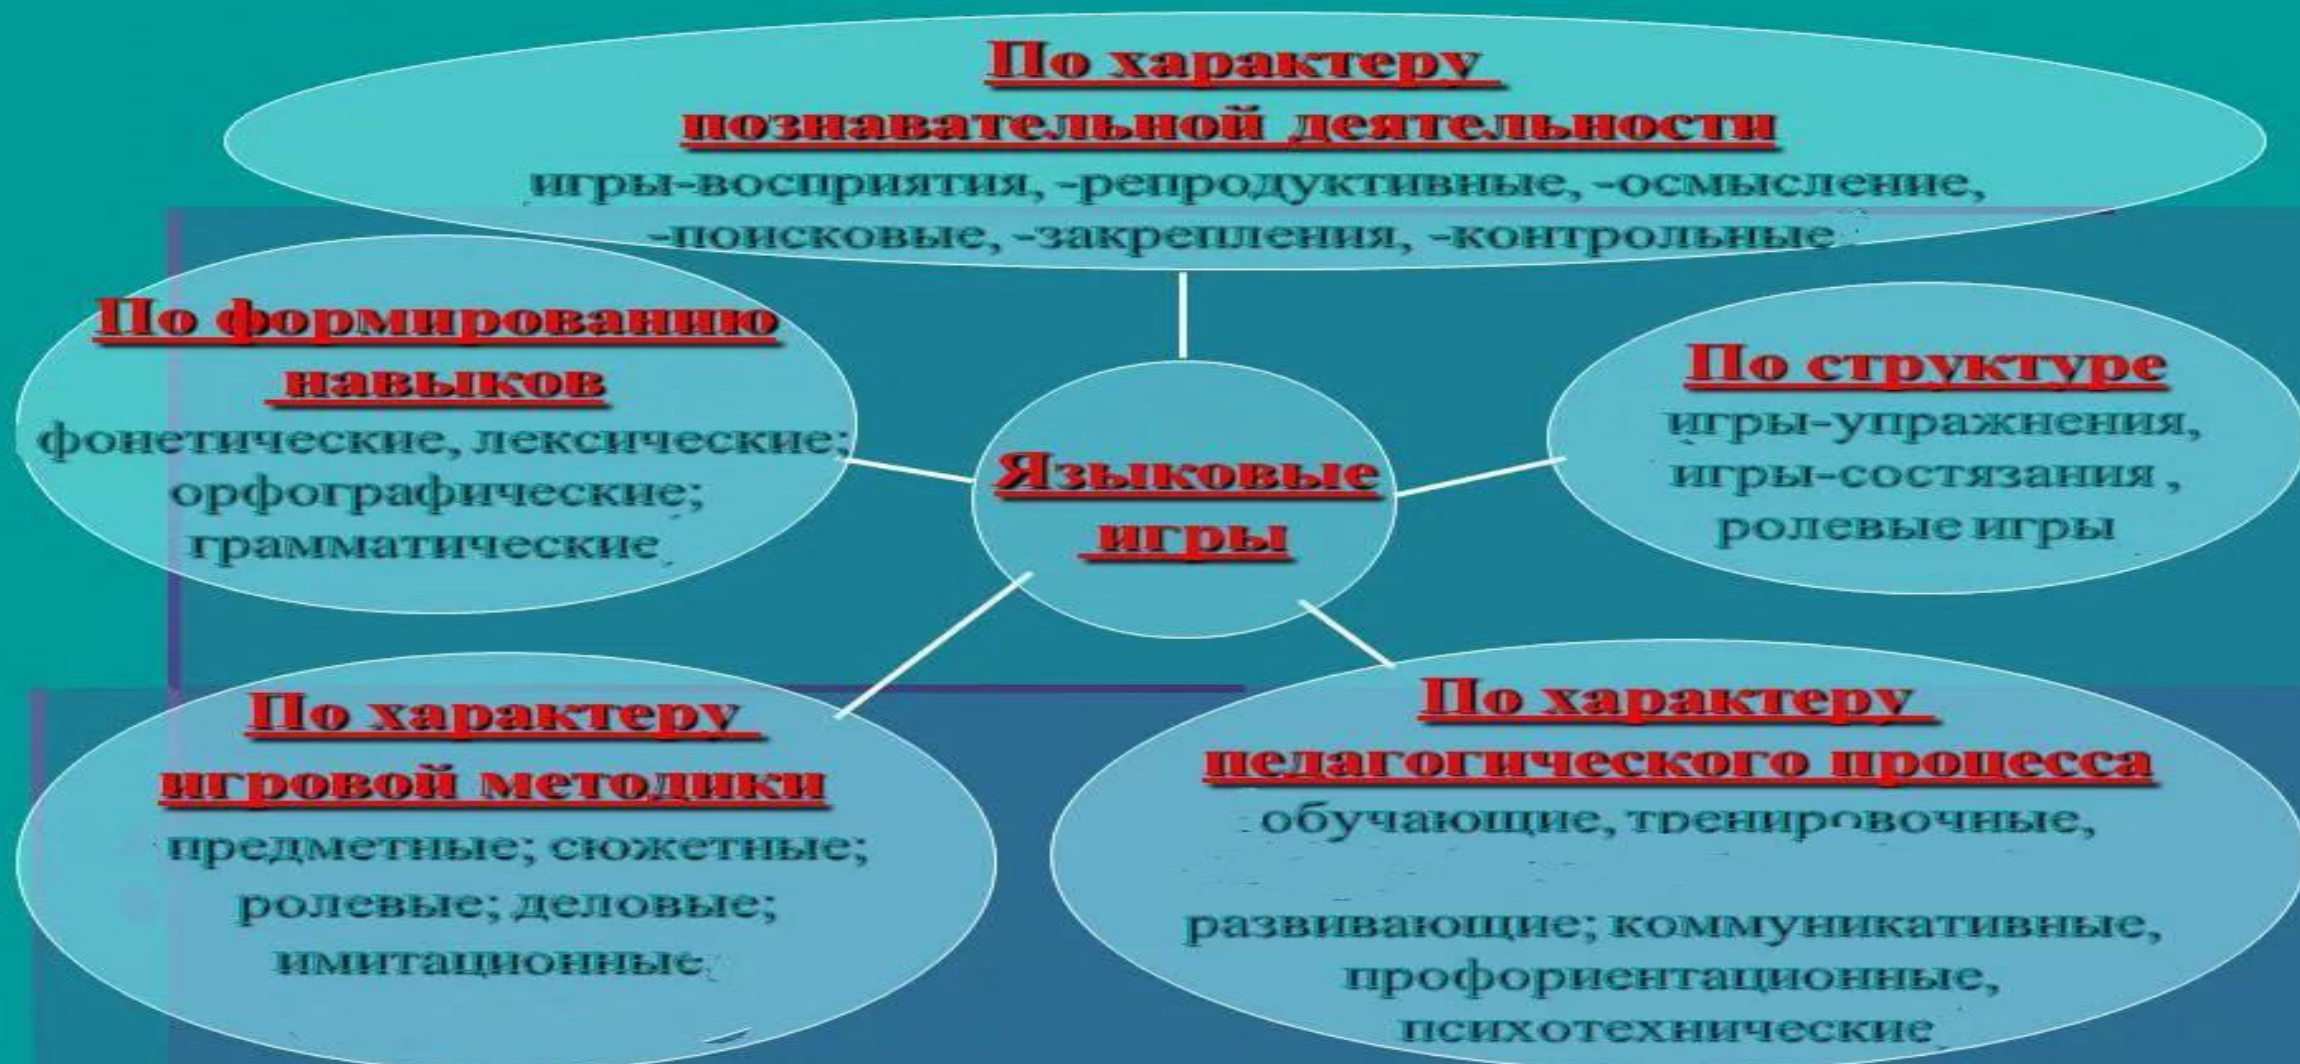 По характеру
познавательной деятельности
игры-восприятия, -репродуктивные, -осмысление,
-поисковые, -закрепления, -контрольные
По формированию
навыков
фонетические, лексические;
орфографические;
грамматические
Языковые
игры
По структуре
игры-упражнения,
игры-состязания,
ролевые игры
По характеру
игровой методики
предметные; сюжетные;
ролевые; деловые;
имитационные
По характеру
педагогического процесса
обучающие, тренировочные,
развивающие; коммуникативные,
профориентационные,
психотехнические